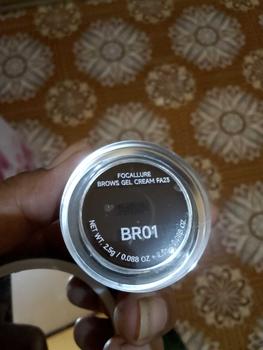 FOCALLURE
BROWS GEL CREAM FA23
BR01
NET WT. 2.5g / 0.088 OZ